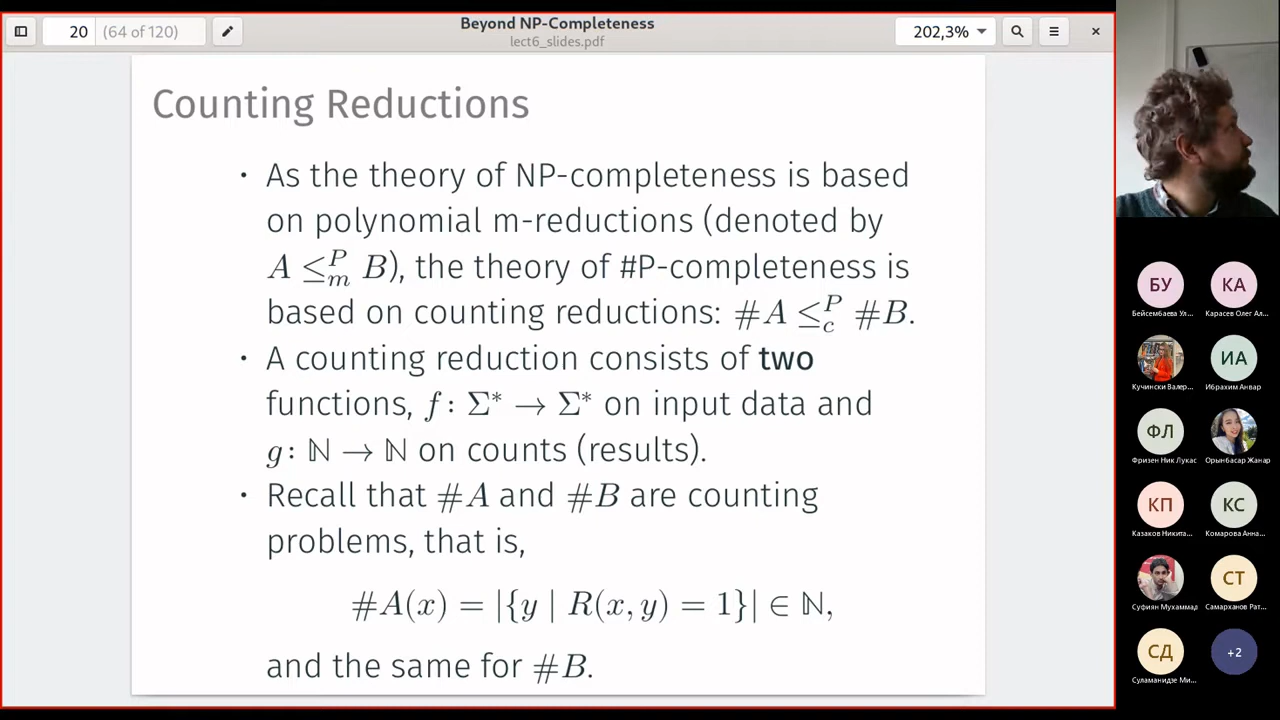 20 (64 of 120)
Beyond NP-Completeness
lect6_slides.pdf
202,3%
Counting Reductions
• As the theory of NP-completeness is based
on polynomial m-reductions (denoted by
A ≤ᴾₘ B), the theory of #P-completeness is
based on counting reductions: #A ≤ᴾ_c #B.
• A counting reduction consists of two
functions, f: Σ* → Σ* on input data and
g: ℕ → ℕ on counts (results).
• Recall that #A and #B are counting
problems, that is,
#A(x) = |{y | R(x, y) = 1}| ∈ ℕ,
and the same for #B.
БУ КА
Бейсембаева Ул... Карасев Олег Ал...
ИА
Кучински Валер... Ибрахим Анвар
ФЛ
Фризен Ник Лукас Орынбасар Жанар
КП КС
Казаков Никита... Комарова Анна...
СТ
Суфиян Мухаммад Самарханов Рат...
СД +2
Суламанидзе Ми...